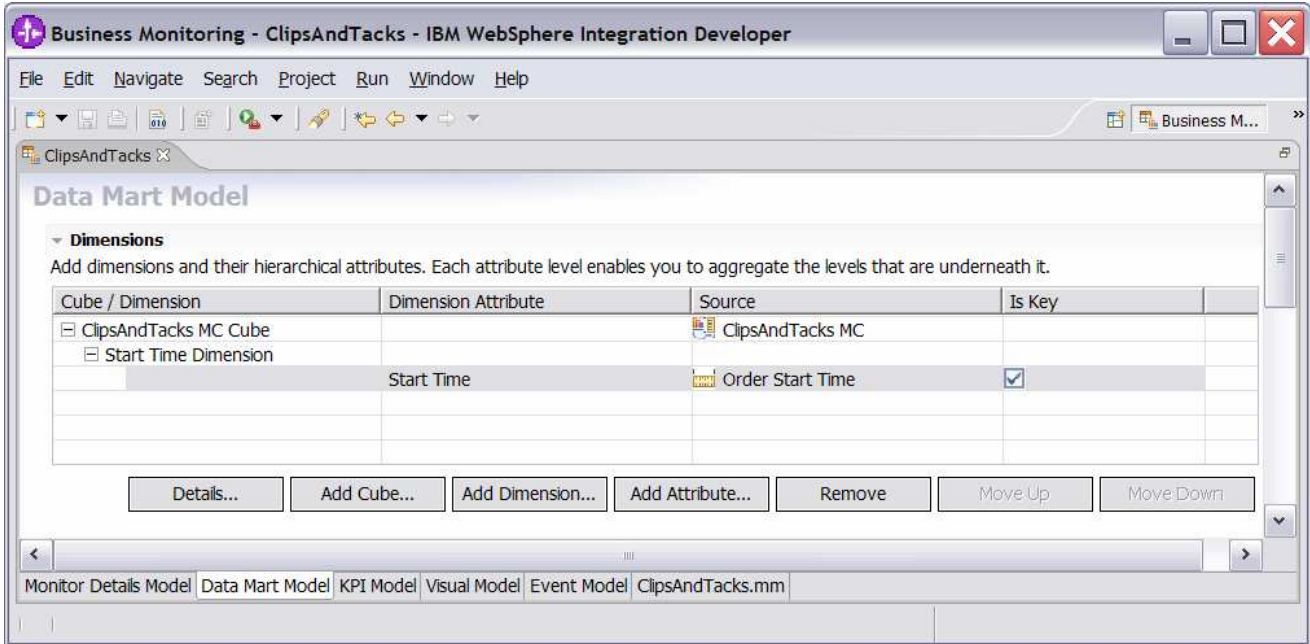 Business Monitoring - ClipsAndTacks - IBM WebSphere Integration Developer
File Edit Navigate Search Project Run Window Help
010 Business M... »
ClipsAndTacks
Data Mart Model
Dimensions
Add dimensions and their hierarchical attributes. Each attribute level enables you to aggregate the levels that are underneath it.
Cube / Dimension Dimension Attribute Source Is Key
ClipsAndTacks MC Cube ClipsAndTacks MC
Start Time Dimension
Start Time Order Start Time
Details... Add Cube... Add Dimension... Add Attribute... Remove Move Up Move Down
Monitor Details Model Data Mart Model KPI Model Visual Model Event Model ClipsAndTacks.mm